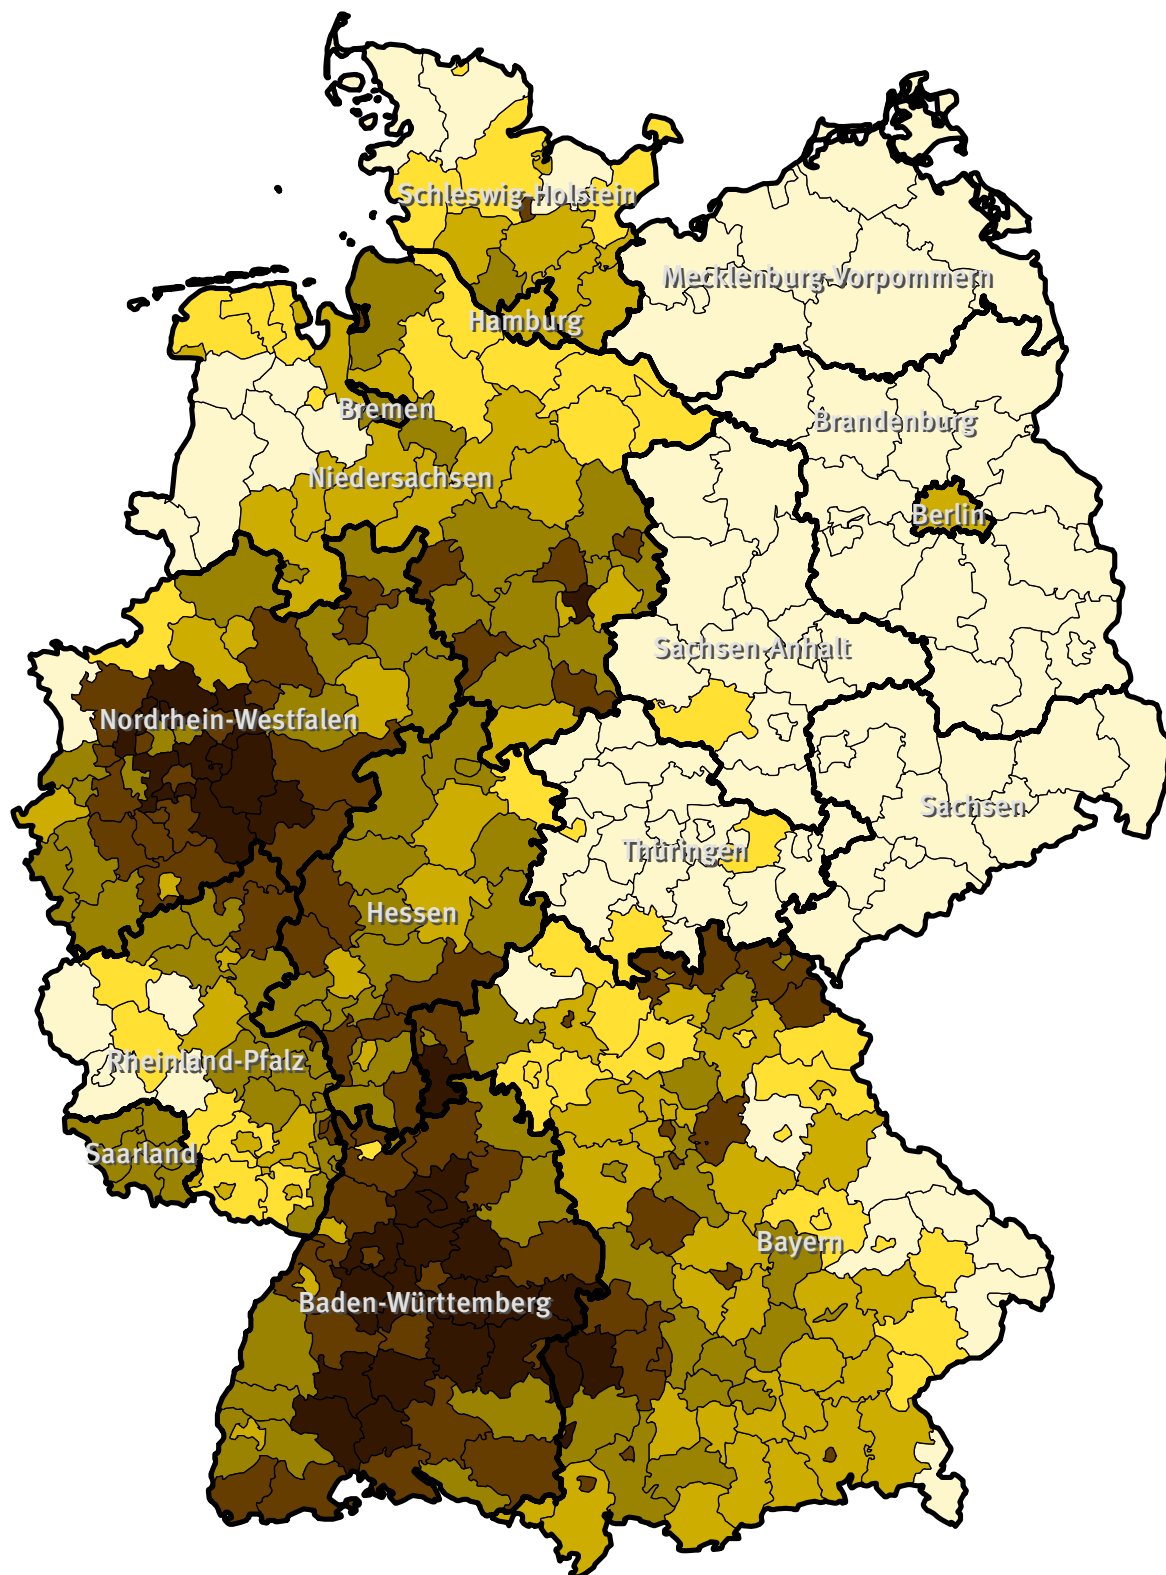 Schleswig-Holstein
Mecklenburg-Vorpommern
Hamburg
Bremen
Brandenburg
Niedersachsen
Berlin
Sachsen-Anhalt
Nordrhein-Westfalen
Sachsen
Thüringen
Hessen
Rheinland-Pfalz
Saarland
Bayern
Baden-Württemberg